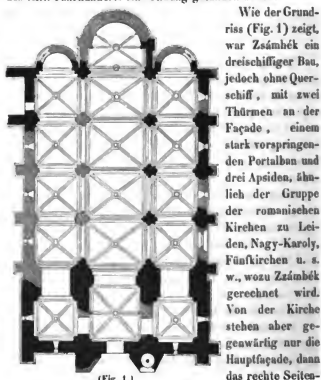 Wie der Grund-
riss (Fig. 1) zeigt,
war Zsámbék ein
dreischiffiger Bau,
jedoch ohne Quer-
schiff, mit zwei
Thürmen an der
Façade, einem
stark vorspringen-
den Portalbau und
drei Apsiden, ähn-
lich der Gruppe
der romanischen
Kirchen zu Lei-
den, Nagy-Karoly,
Fünfkirchen u. s.
w., wozu Zzámbék
gerechnet wird.
Von der Kirche
stehen aber ge-
genwärtig nur die
Hauptfaçade, dann
das rechte Seiten-
(Fig. 1.)